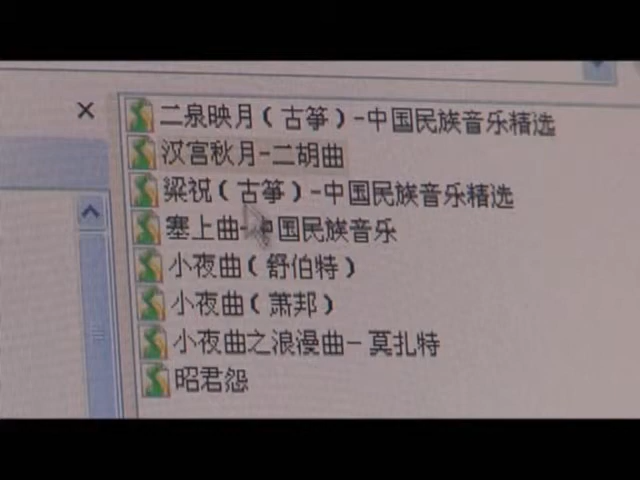 二泉映月(古筝)-中国民族音乐精选
汉宫秋月-二胡曲
梁祝(古筝)-中国民族音乐精选
塞上曲-中国民族音乐
小夜曲(舒伯特)
小夜曲(萧邦)
小夜曲之浪漫曲-莫扎特
昭君怨